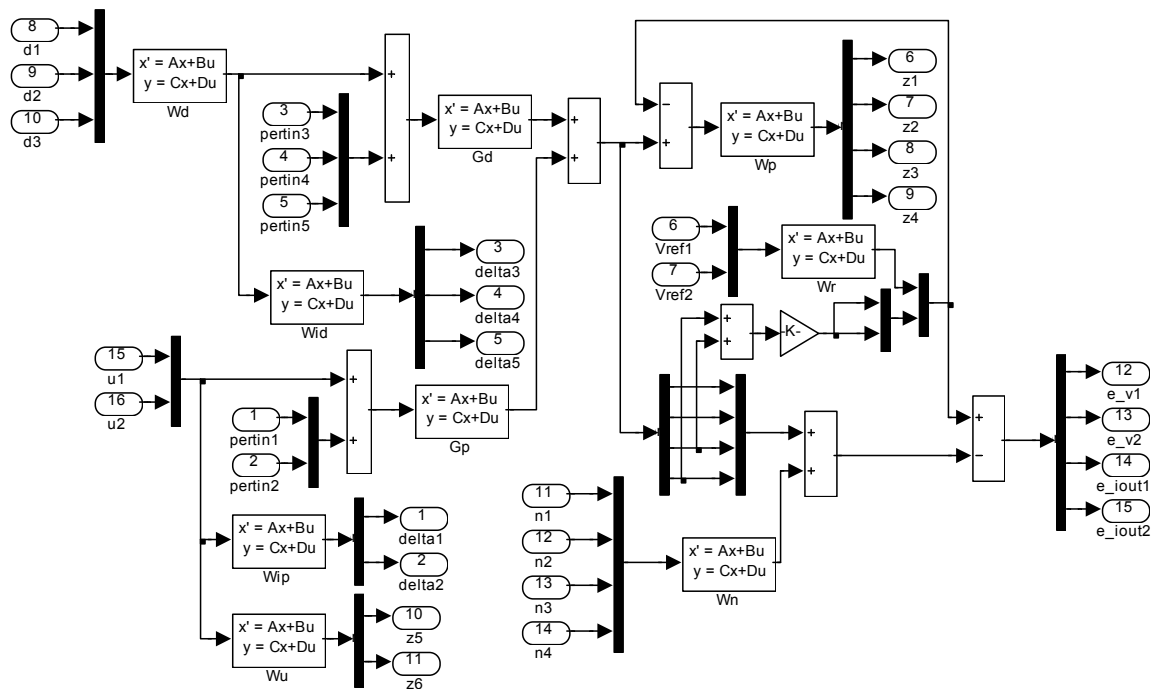 8
d1
9
d2
10
d3
x' = Ax+Bu
y = Cx+Du
Wd
3
pertin3
4
pertin4
5
pertin5
+
+
x' = Ax+Bu
y = Cx+Du
Gd
+
+
−
+
x' = Ax+Bu
y = Cx+Du
Wp
6
z1
7
z2
8
z3
9
z4
x' = Ax+Bu
y = Cx+Du
Wid
3
delta3
4
delta4
5
delta5
6
Vref1
7
Vref2
x' = Ax+Bu
y = Cx+Du
Wr
+
+
-K-
15
u1
16
u2
1
pertin1
2
pertin2
+
+
x' = Ax+Bu
y = Cx+Du
Gp
+
+
+
−
12
e_v1
13
e_v2
14
e_iout1
15
e_iout2
x' = Ax+Bu
y = Cx+Du
Wip
1
delta1
2
delta2
x' = Ax+Bu
y = Cx+Du
Wu
10
z5
11
z6
11
n1
12
n2
13
n3
14
n4
x' = Ax+Bu
y = Cx+Du
Wn